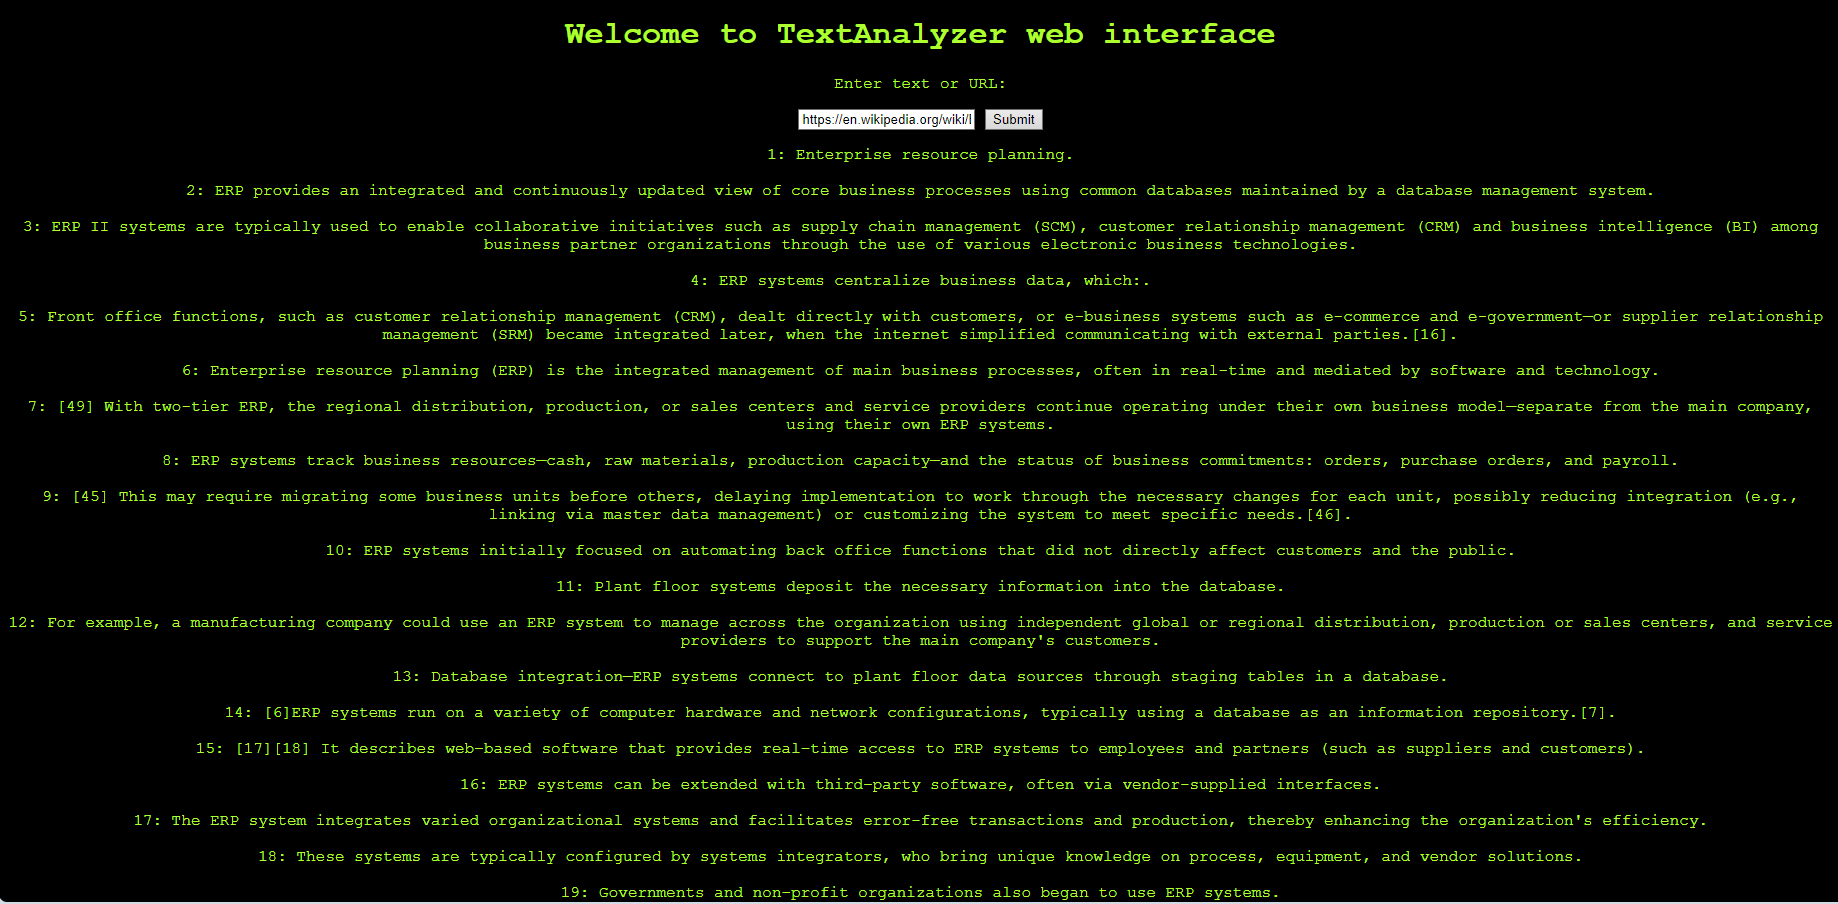 Welcome to TextAnalyzer web interface
Enter text or URL:
https://en.wikipedia.org/wiki/
Submit
1: Enterprise resource planning.
2: ERP provides an integrated and continuously updated view of core business processes using common databases maintained by a database management system.
3: ERP II systems are typically used to enable collaborative initiatives such as supply chain management (SCM), customer relationship management (CRM) and business intelligence (BI) among
business partner organizations through the use of various electronic business technologies.
4: ERP systems centralize business data, which:.
5: Front office functions, such as customer relationship management (CRM), dealt directly with customers, or e-business systems such as e-commerce and e-government—or supplier relationship
management (SRM) became integrated later, when the internet simplified communicating with external parties.[16].
6: Enterprise resource planning (ERP) is the integrated management of main business processes, often in real-time and mediated by software and technology.
7: [49] With two-tier ERP, the regional distribution, production, or sales centers and service providers continue operating under their own business model—separate from the main company,
using their own ERP systems.
8: ERP systems track business resources—cash, raw materials, production capacity—and the status of business commitments: orders, purchase orders, and payroll.
9: [45] This may require migrating some business units before others, delaying implementation to work through the necessary changes for each unit, possibly reducing integration (e.g.,
linking via master data management) or customizing the system to meet specific needs.[46].
10: ERP systems initially focused on automating back office functions that did not directly affect customers and the public.
11: Plant floor systems deposit the necessary information into the database.
12: For example, a manufacturing company could use an ERP system to manage across the organization using independent global or regional distribution, production or sales centers, and service
providers to support the main company's customers.
13: Database integration—ERP systems connect to plant floor data sources through staging tables in a database.
14: [6]ERP systems run on a variety of computer hardware and network configurations, typically using a database as an information repository.[7].
15: [17][18] It describes web-based software that provides real-time access to ERP systems to employees and partners (such as suppliers and customers).
16: ERP systems can be extended with third-party software, often via vendor-supplied interfaces.
17: The ERP system integrates varied organizational systems and facilitates error-free transactions and production, thereby enhancing the organization's efficiency.
18: These systems are typically configured by systems integrators, who bring unique knowledge on process, equipment, and vendor solutions.
19: Governments and non-profit organizations also began to use ERP systems.